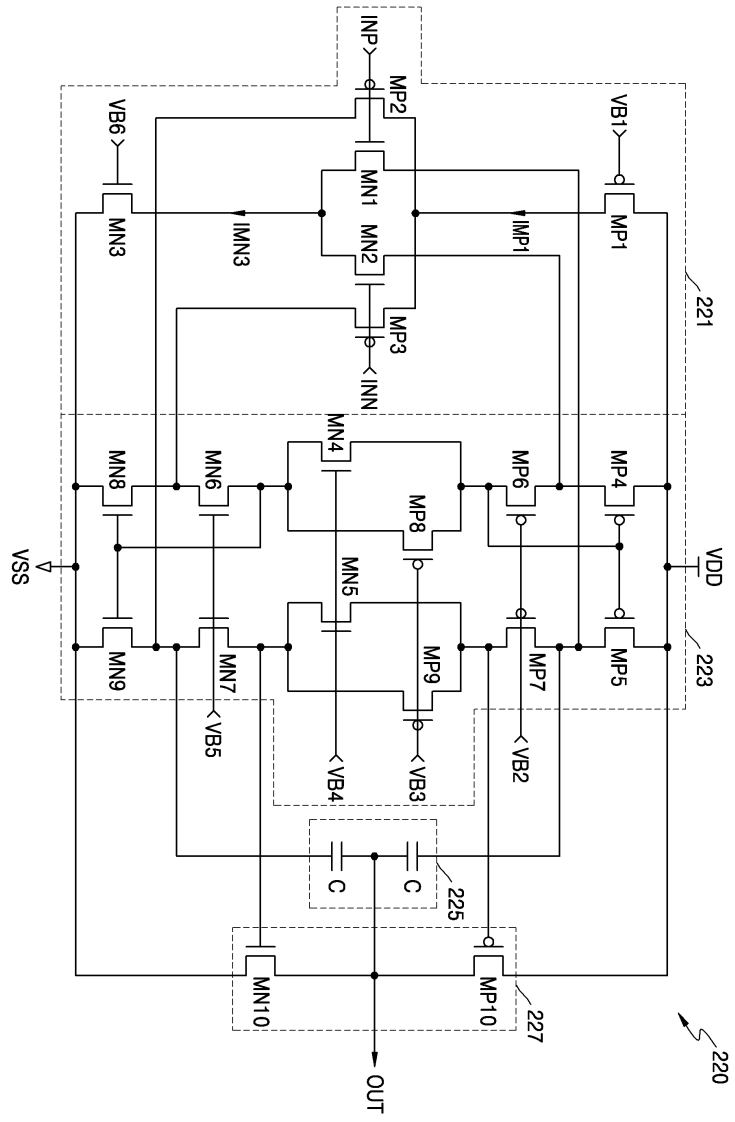 220
221
223
VDD
VB1
MP1
MP4
MP5
IMP1
MP6
MP7
VB2
INP
MP2
MN1
MN2
MP3
INN
MP8
MP9
VB3
MN4
MN5
VB4
C
C
225
MP10
227
OUT
IMN3
MN6
MN7
VB5
MN10
VB6
MN3
MN8
MN9
VSS